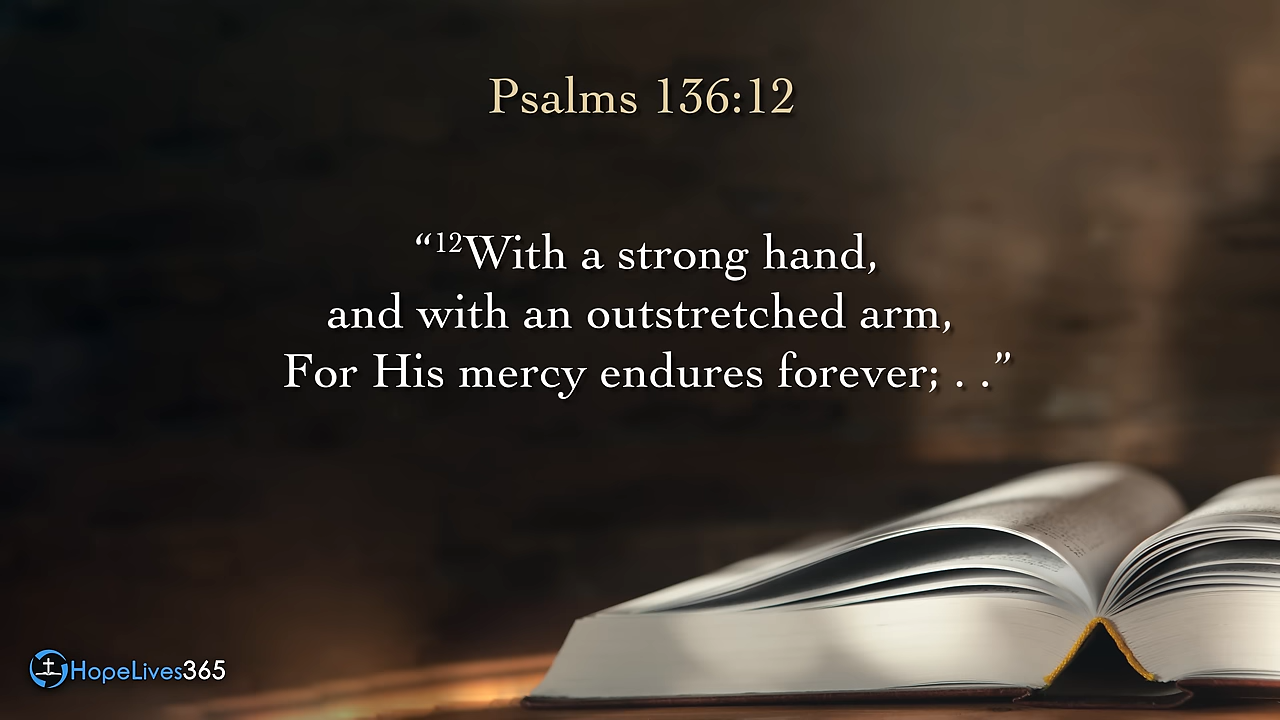 Psalms 136:12
“¹²With a strong hand,
and with an outstretched arm,
For His mercy endures forever; . .”
HopeLives365